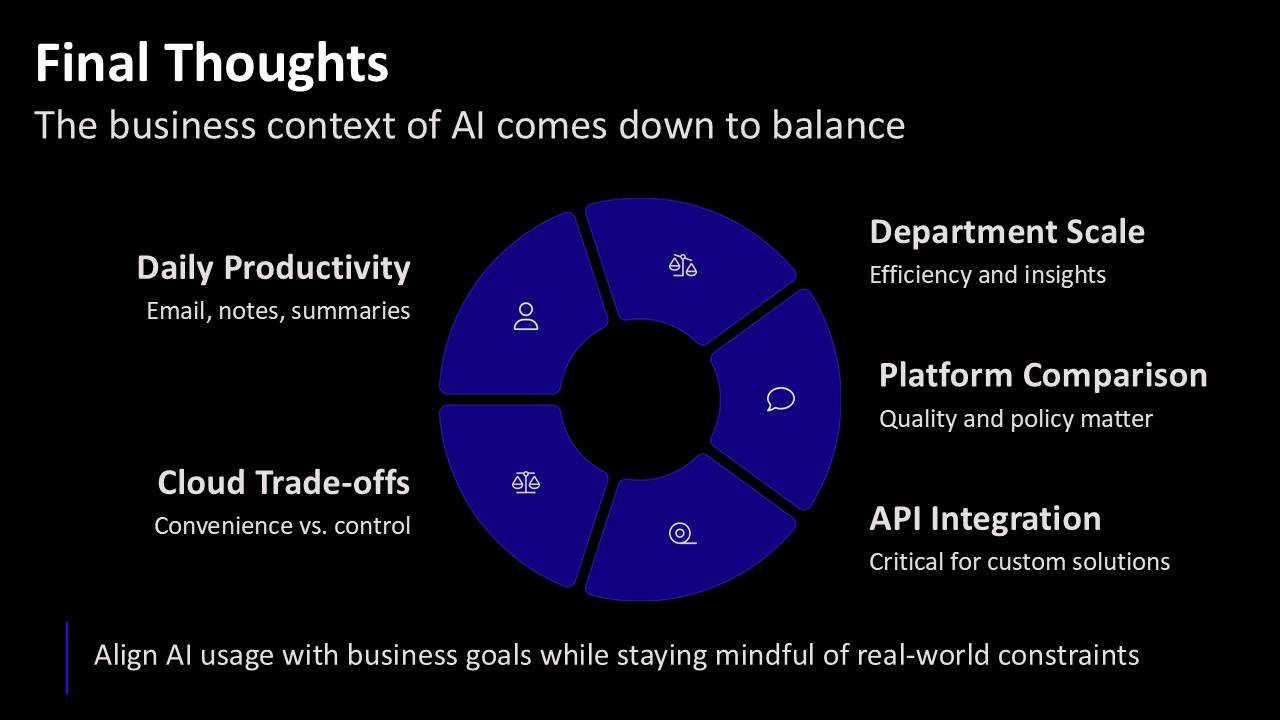 Final Thoughts
The business context of AI comes down to balance
Daily Productivity
Email, notes, summaries
Cloud Trade-offs
Convenience vs. control
Department Scale
Efficiency and insights
Platform Comparison
Quality and policy matter
API Integration
Critical for custom solutions
Align AI usage with business goals while staying mindful of real-world constraints